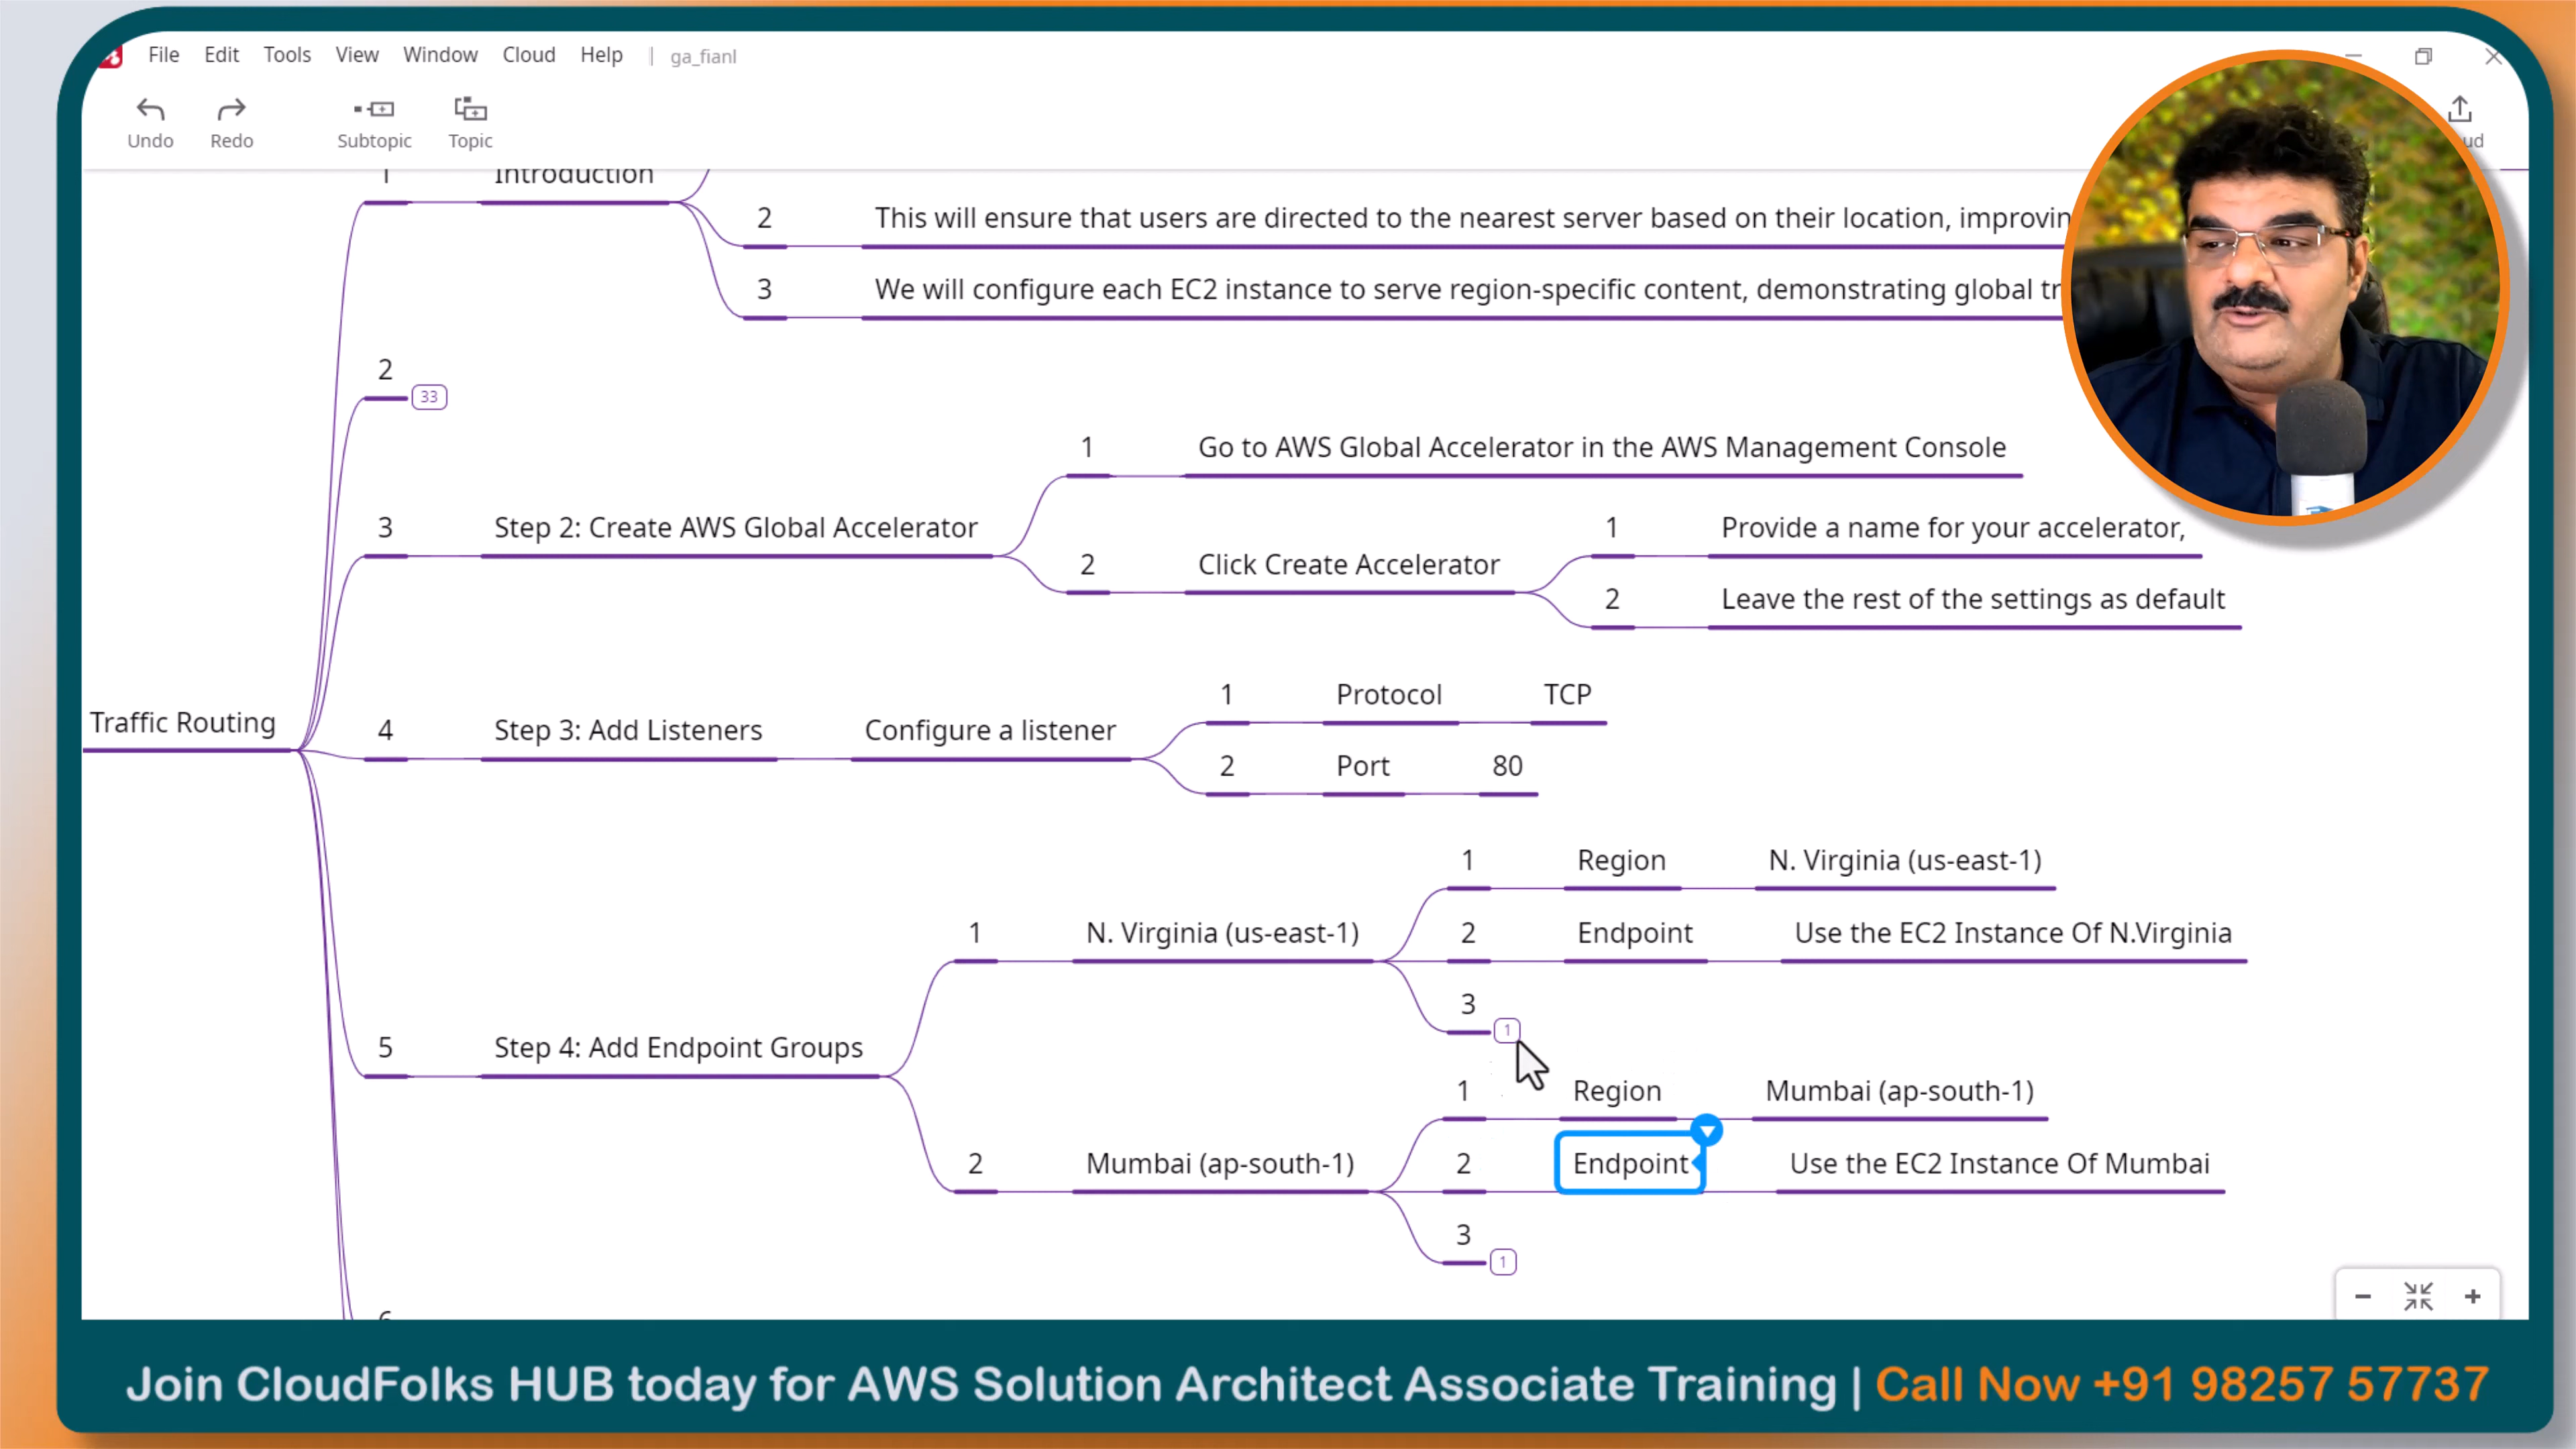 File Edit Tools View Window Cloud Help | ga_fianl
Undo Redo Subtopic Topic
1 Introduction
2 This will ensure that users are directed to the nearest server based on their location,
3 We will configure each EC2 instance to serve region-specific content, demonstrating global
2 33
1 Go to AWS Global Accelerator in the AWS Management Console
3 Step 2: Create AWS Global Accelerator
1 Provide a name for your accelerator,
2 Click Create Accelerator
2 Leave the rest of the settings as default
1 Protocol TCP
Traffic Routing
4 Step 3: Add Listeners Configure a listener
2 Port 80
1 Region N. Virginia (us-east-1)
1 N. Virginia (us-east-1)
2 Endpoint Use the EC2 Instance Of N.Virginia
3 1
5 Step 4: Add Endpoint Groups
1 Region Mumbai (ap-south-1)
2 Mumbai (ap-south-1)
2 Endpoint Use the EC2 Instance Of Mumbai
3 1
Join CloudFolks HUB today for AWS Solution Architect Associate Training | Call Now +91 98257 57737